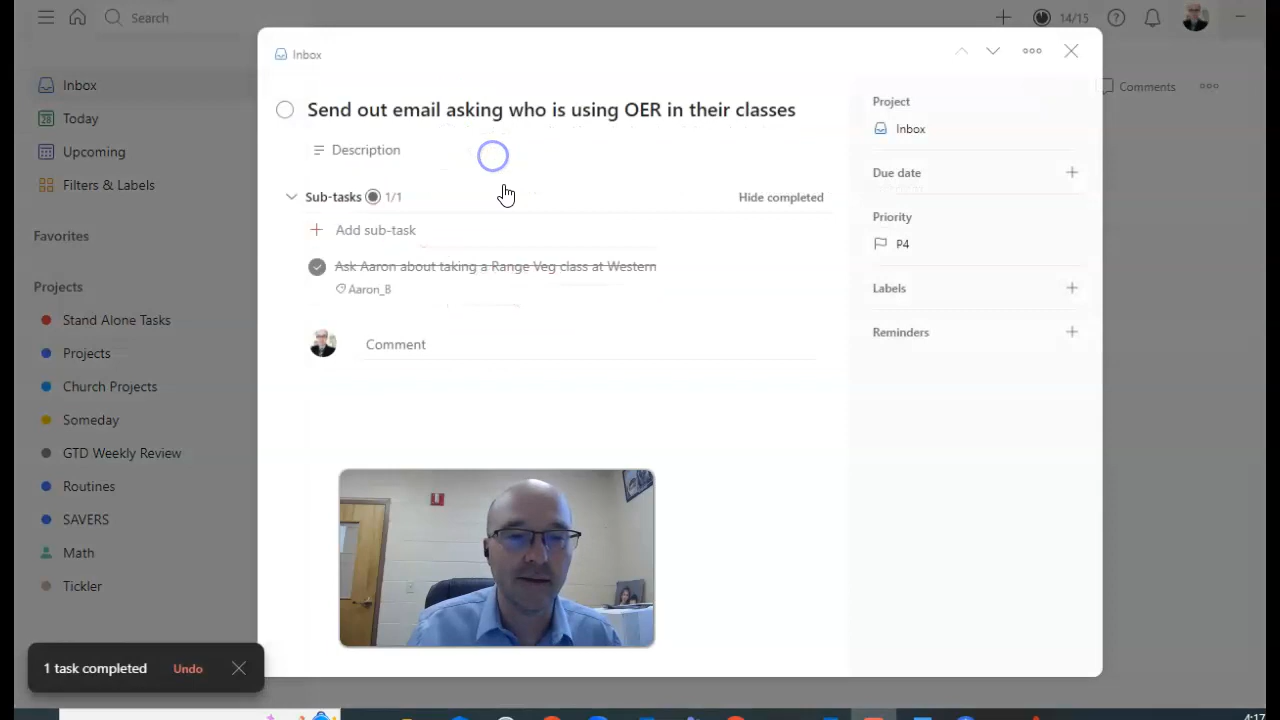 Search
14/15
Inbox
Today
Upcoming
Filters & Labels
Favorites
Projects
Stand Alone Tasks
Projects
Church Projects
Someday
GTD Weekly Review
Routines
SAVERS
Math
Tickler
Inbox
Send out email asking who is using OER in their classes
Description
Sub-tasks 1/1
Hide completed
Add sub-task
Ask Aaron about taking a Range Veg class at Western
Aaron_B
Comment
Project
Inbox
Due date
Priority
P4
Labels
Reminders
Comments
1 task completed
Undo
4:17